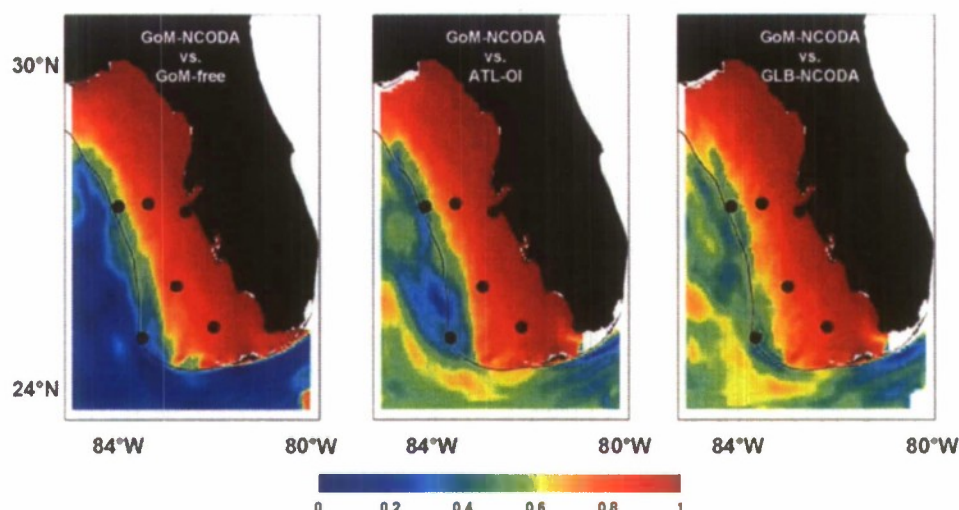 GoM-NCODA
vs.
GoM-free
GoM-NCODA
vs.
ATL-OI
GoM-NCODA
vs.
GLB-NCODA
30°N
24°N
84°W
80°W
84°W
80°W
84°W
80°W
0
0.2
0.4
0.6
0.8
1